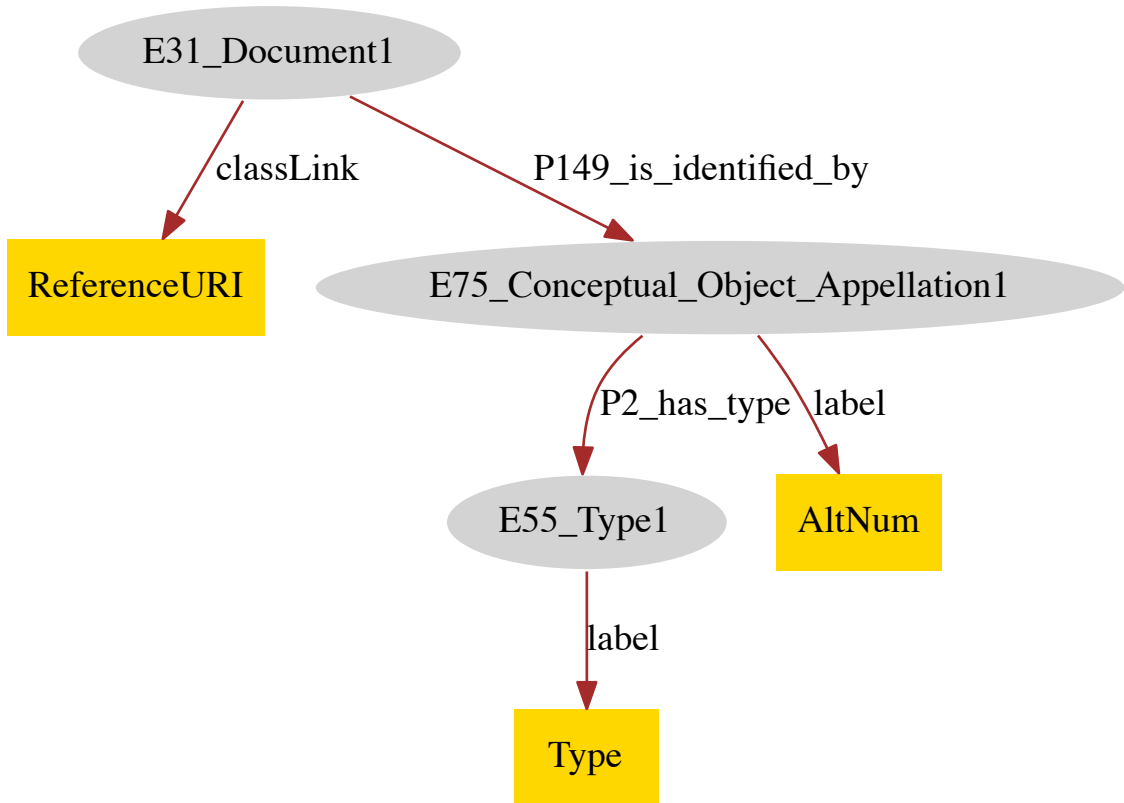 E31_Document1
classLink
P149_is_identified_by
ReferenceURI
E75_Conceptual_Object_Appellation1
P2_has_type
label
E55_Type1
AltNum
label
Type